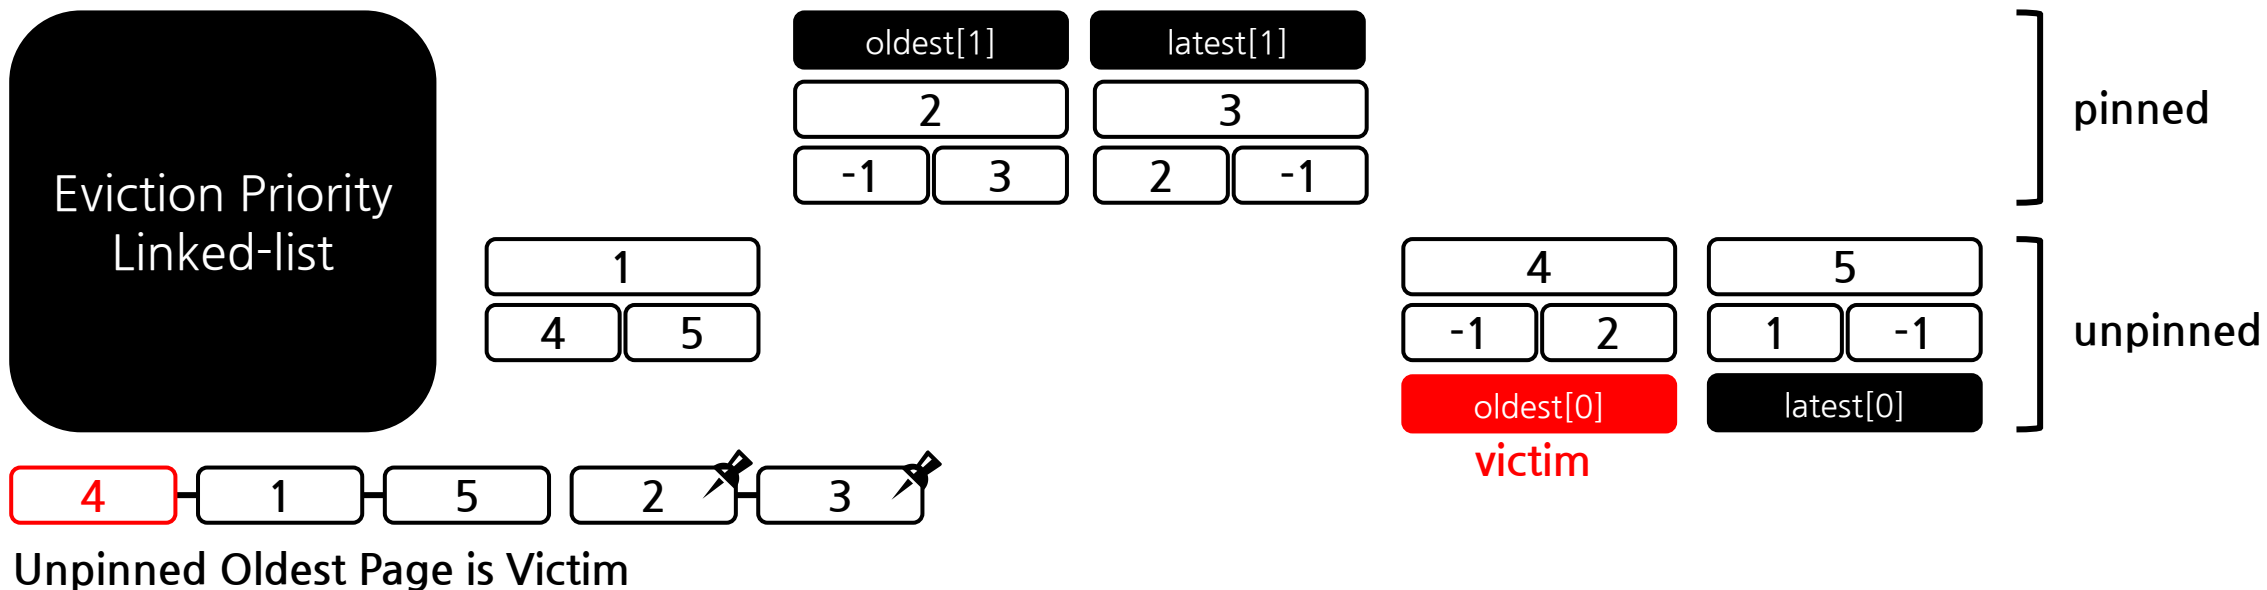 Eviction Priority
Linked-list
oldest[1] latest[1]
2 3
-1 3 2 -1
pinned
1 4 5
4 5 -1 2 1 -1
oldest[0] latest[0]
victim
unpinned
4 1 5 2 3
Unpinned Oldest Page is Victim